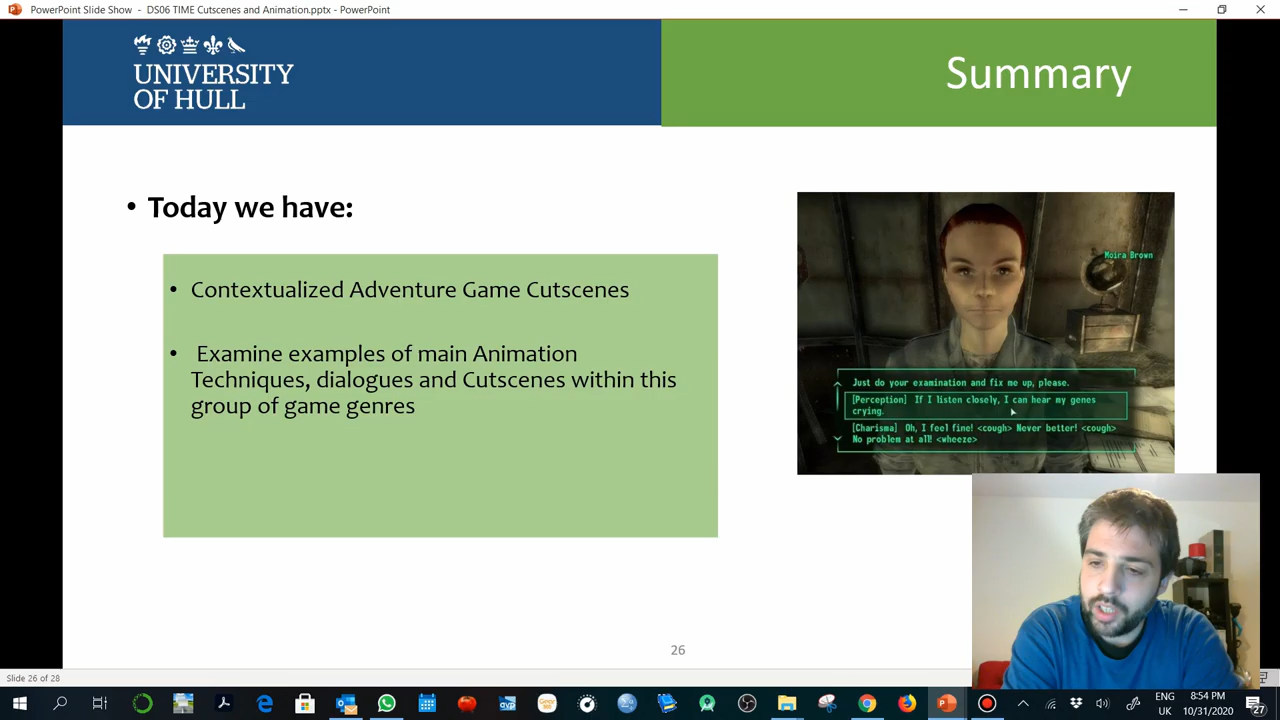 PowerPoint Slide Show - DS06 TIME Cutscenes and Animation.pptx - PowerPoint
UNIVERSITY
OF HULL
Summary
• Today we have:
• Contextualized Adventure Game Cutscenes
• Examine examples of main Animation
Techniques, dialogues and Cutscenes within this
group of game genres
Moira Brown
Just do your examination and fix me up, please.
[Perception] If I listen closely, I can hear my genes
crying.
[Charisma] Oh, I feel fine! <cough> Never better! <cough>
No problem at all! <wheeze>
26
Slide 26 of 28
ENG
UK
8:54 PM
10/31/2020
27